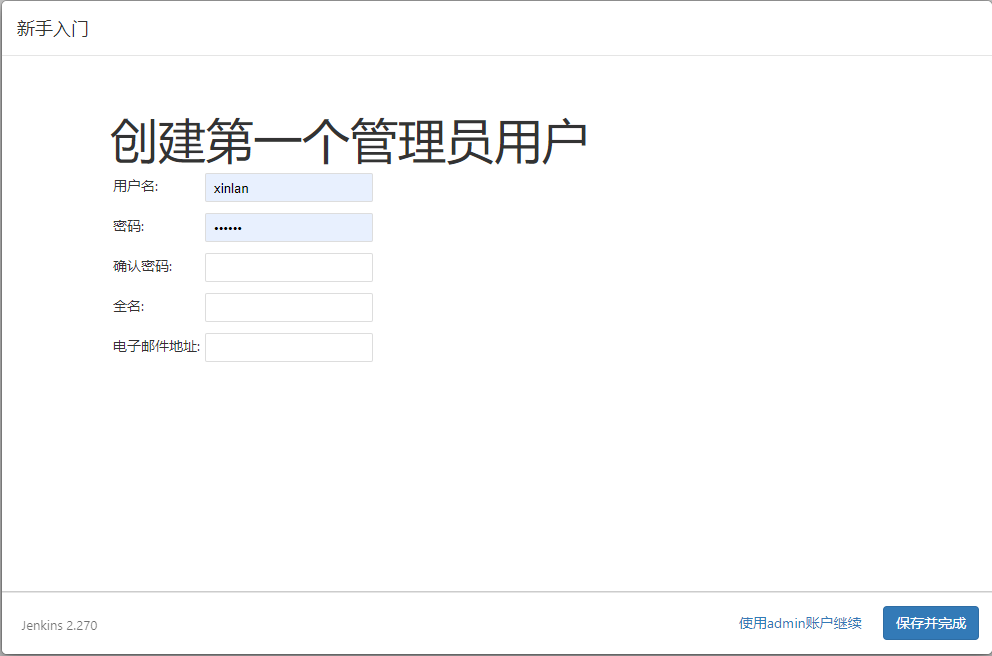 新手入门
创建第一个管理员用户
用户名: xinlan
密码: ••••••
确认密码:
全名:
电子邮件地址:
Jenkins 2.270 使用admin账户继续 保存并完成